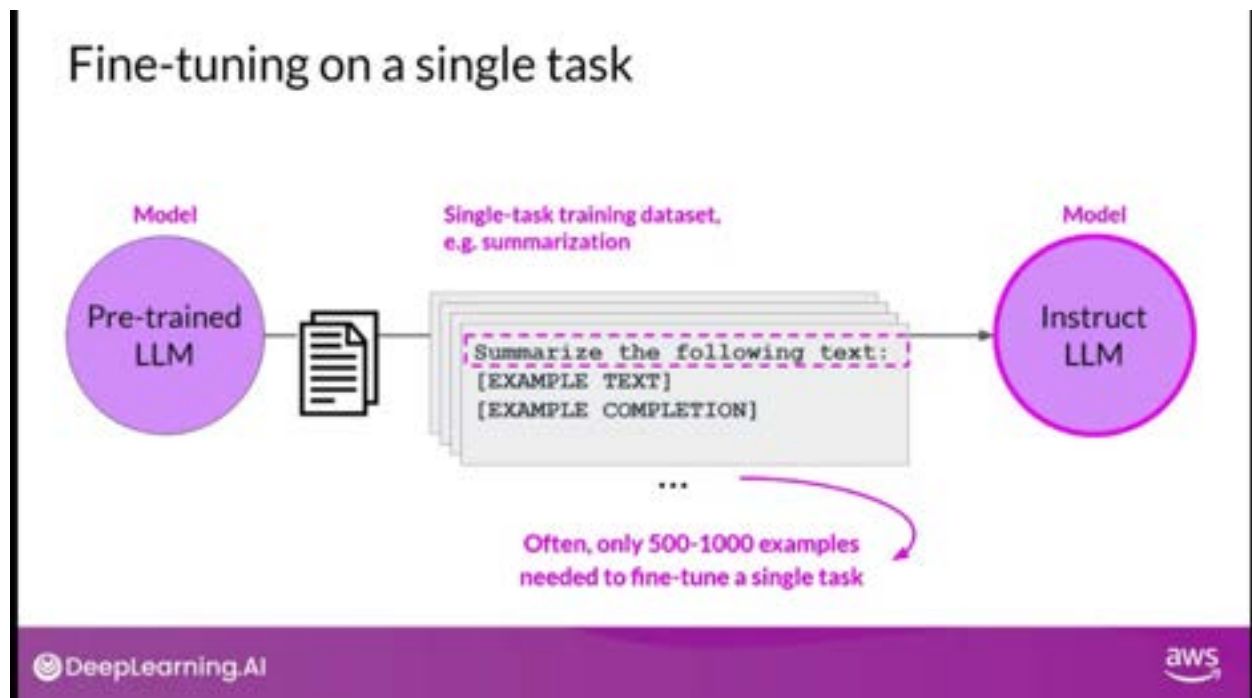 Fine-tuning on a single task
Model
Pre-trained
LLM
Single-task training dataset,
e.g. summarization
Summarize the following text:
[EXAMPLE TEXT]
[EXAMPLE COMPLETION]
...
Often, only 500-1000 examples
needed to fine-tune a single task
Model
Instruct
LLM
DeepLearning.AI
aws